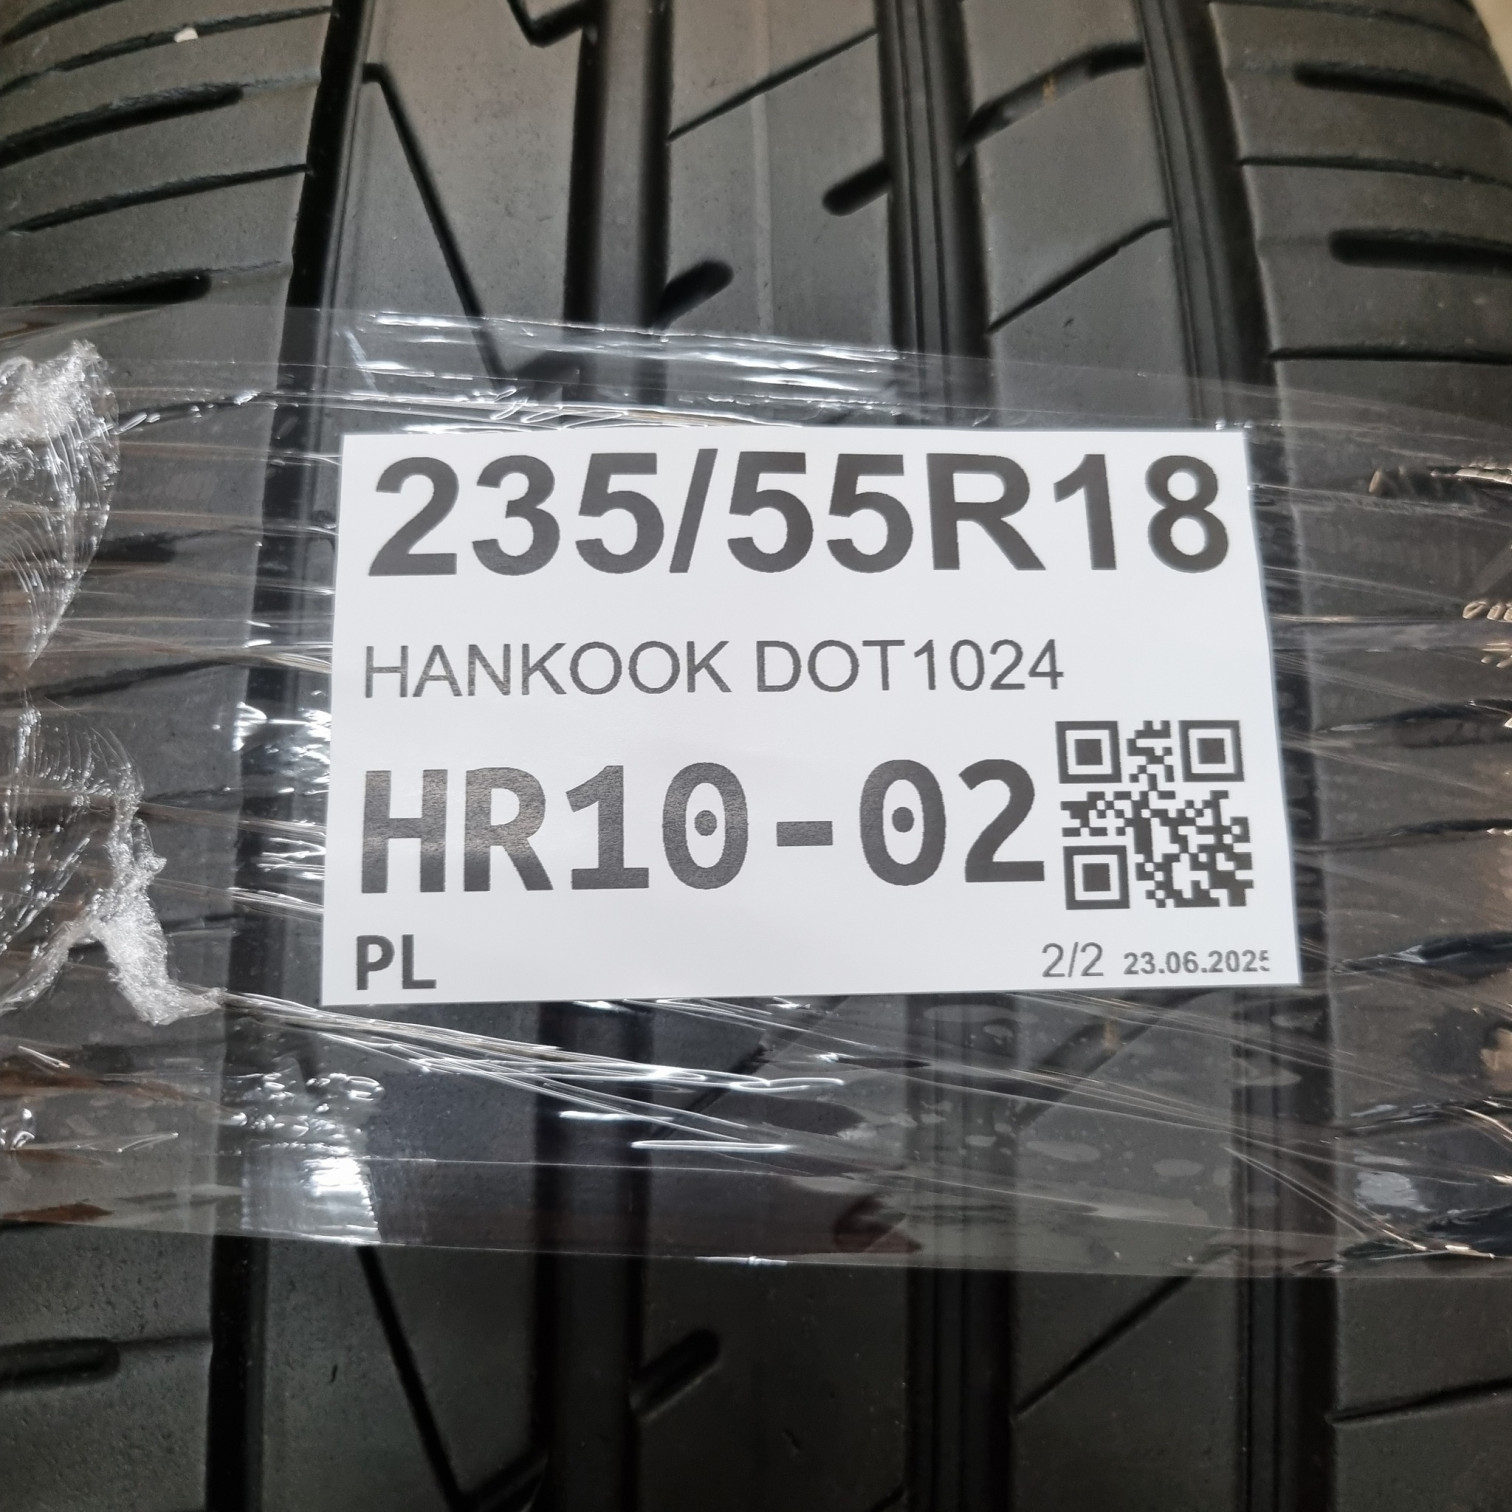 235/55R18
HANKOOK DOT1024
HR10-02
PL
2/2 23.06.2025